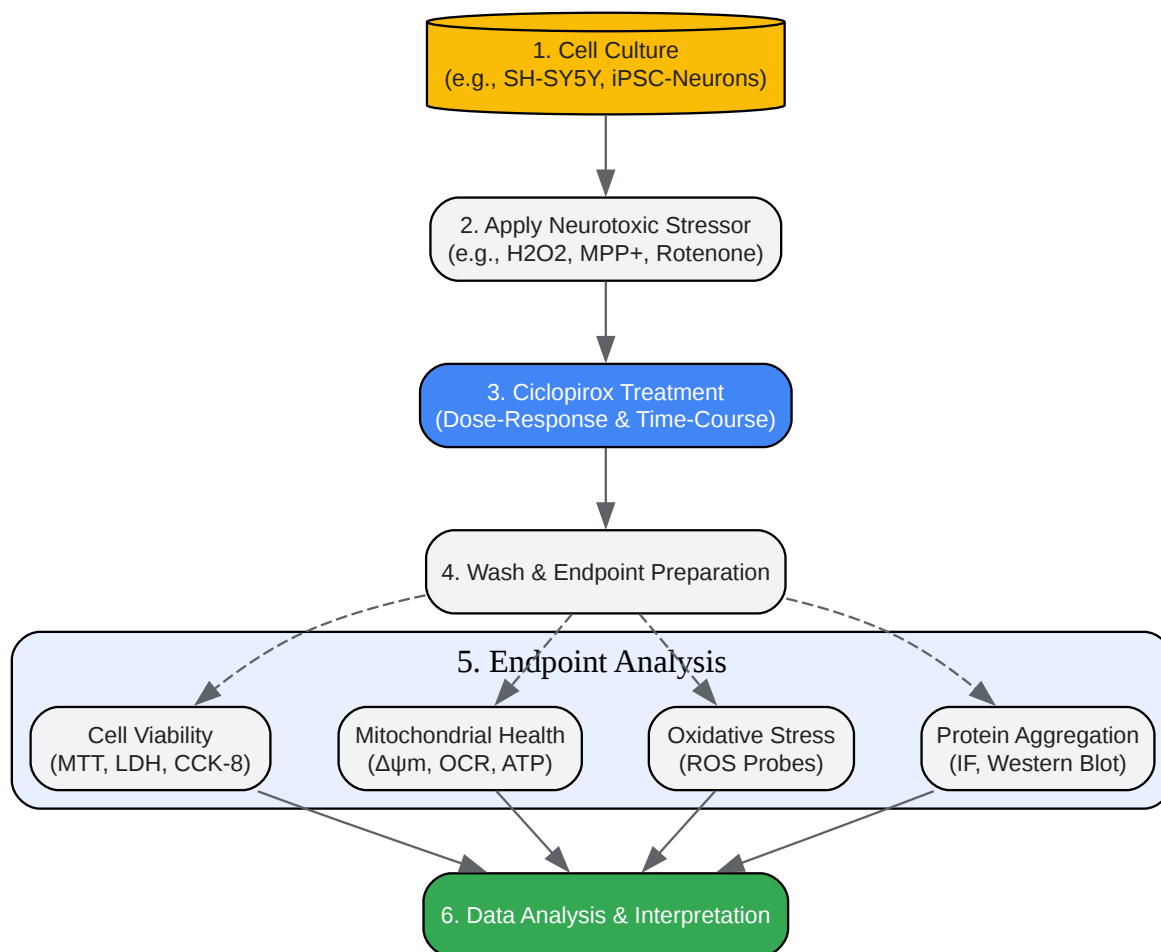 1. Cell Culture
(e.g., SH-SY5Y, iPSC-Neurons)
2. Apply Neurotoxic Stressor
(e.g., H2O2, MPP+, Rotenone)
3. Ciclopirox Treatment
(Dose-Response & Time-Course)
4. Wash & Endpoint Preparation
5. Endpoint Analysis
Cell Viability
(MTT, LDH, CCK-8)
Mitochondrial Health
(Δψm, OCR, ATP)
Oxidative Stress
(ROS Probes)
Protein Aggregation
(IF, Western Blot)
6. Data Analysis & Interpretation